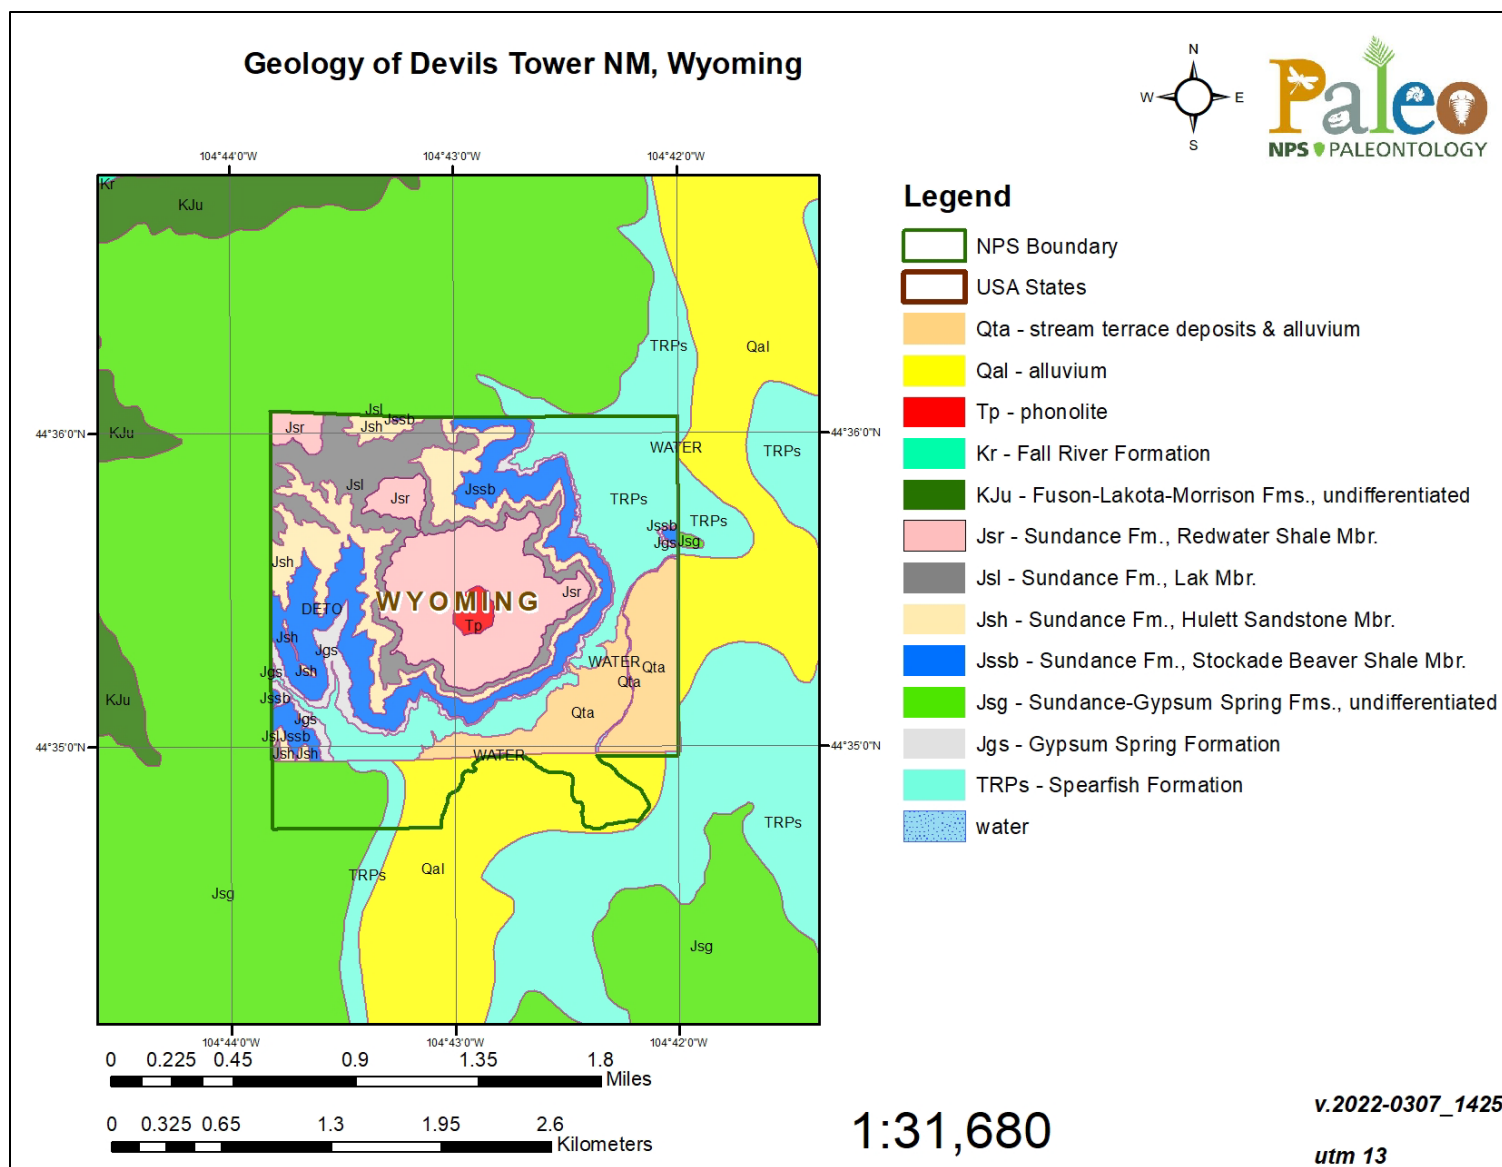 Geology of Devils Tower NM, Wyoming
N
W E
S
Paleo
NPS PALEONTOLOGY
104°44'0"W 104°43'0"W 104°42'0"W
Kr
KJu
TRPs
Qal
Jsl
Jssb
Jsr
Jsh
44°36'0"N
KJu
WATER
TRPs
44°36'0"N
Jsl
Jsr
Jssb
TRPs
Jssb
TRPs
Jgs
Jsg
Jsh
Jsr
WYOMING
DETO
Tp
Jsh
Jgs
WATER
Qta
Jgs
Jsh
Qta
Jssb
KJu
Jgs
Qta
Jsl
Jssb
44°35'0"N
Jsh
Jsh
WATER
44°35'0"N
TRPs
TRPs
Qal
Jsg
Jsg
104°44'0"W 104°43'0"W 104°42'0"W
Legend
NPS Boundary
USA States
Qta - stream terrace deposits & alluvium
Qal - alluvium
Tp - phonolite
Kr - Fall River Formation
KJu - Fuson-Lakota-Morrison Fms., undifferentiated
Jsr - Sundance Fm., Redwater Shale Mbr.
Jsl - Sundance Fm., Lak Mbr.
Jsh - Sundance Fm., Hulett Sandstone Mbr.
Jssb - Sundance Fm., Stockade Beaver Shale Mbr.
Jsg - Sundance-Gypsum Spring Fms., undifferentiated
Jgs - Gypsum Spring Formation
TRPs - Spearfish Formation
water
0 0.225 0.45 0.9 1.35 1.8
Miles
0 0.325 0.65 1.3 1.95 2.6
Kilometers
1:31,680
v.2022-0307_1425
utm 13